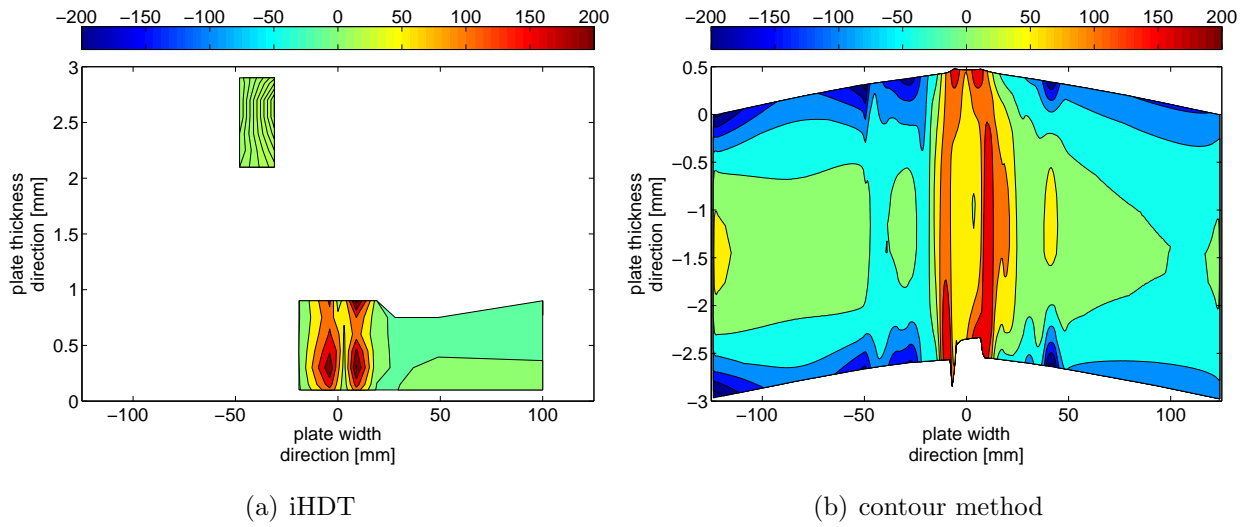 −200 −150 −100 −50 0 50 100 150 200
3
2.5
2
1.5
1
0.5
0
plate thickness
direction [mm]
−100 −50 0 50 100
plate width
direction [mm]
(a) iHDT
−200 −150 −100 −50 0 50 100 150 200
0.5
0
−0.5
−1
−1.5
−2
−2.5
−3
plate thickness
direction [mm]
−100 −50 0 50 100
plate width
direction [mm]
(b) contour method